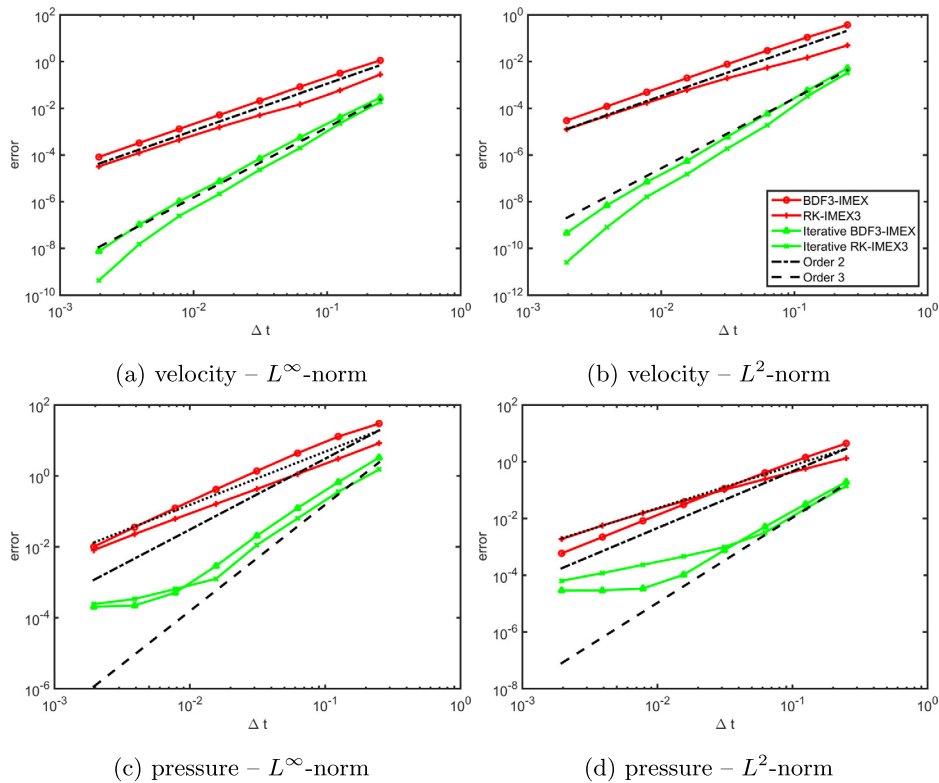 10^2
10^0
10^-2
10^-4
10^-6
10^-8
10^-10
error
10^-3
10^-2
10^-1
10^0
Δ t
(a) velocity – L^∞-norm
10^2
10^0
10^-2
10^-4
10^-6
10^-8
10^-10
10^-12
error
BDF3-IMEX
RK-IMEX3
Iterative BDF3-IMEX
Iterative RK-IMEX3
Order 2
Order 3
10^-3
10^-2
10^-1
10^0
Δ t
(b) velocity – L^2-norm
10^2
10^0
10^-2
10^-4
10^-6
error
10^-3
10^-2
10^-1
10^0
Δ t
(c) pressure – L^∞-norm
10^2
10^0
10^-2
10^-4
10^-6
10^-8
error
10^-3
10^-2
10^-1
10^0
Δ t
(d) pressure – L^2-norm